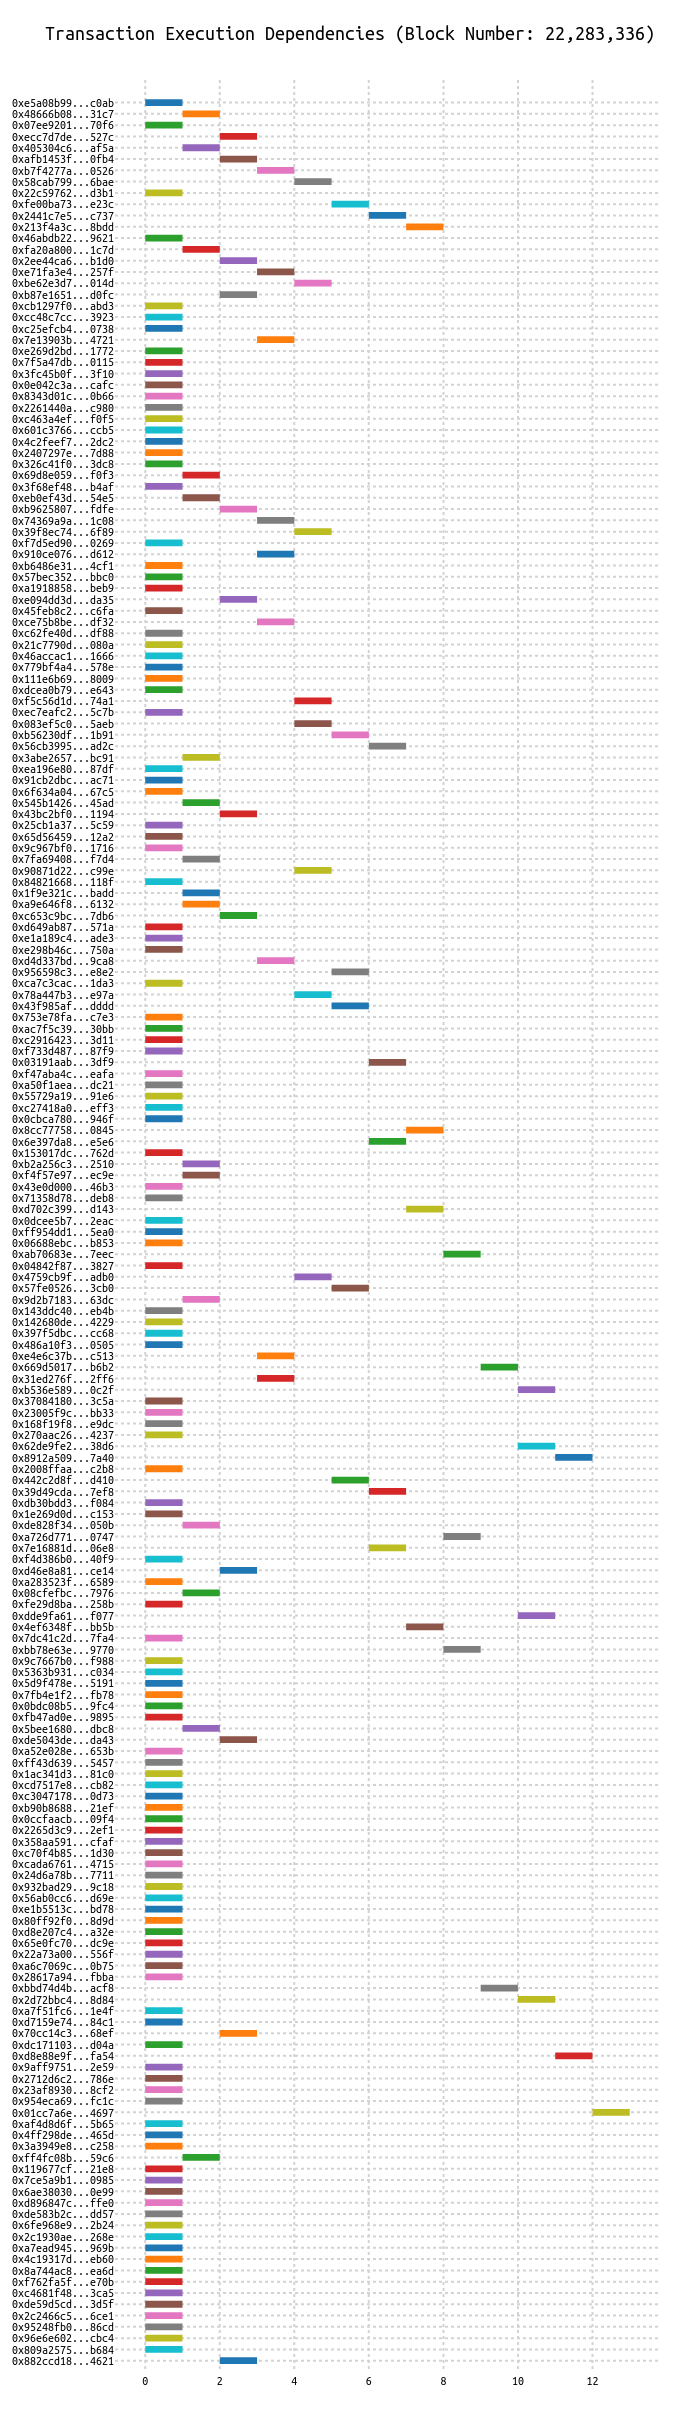 Transaction Execution Dependencies (Block Number: 22,283,336)
0xe5a08b99...c0ab
0x48666b08...31c7
0x07ee9201...70f6
0xecc7d7de...527c
0x405304c6...af5a
0xafb1453f...0fb4
0xb7f4277a...0526
0x58cab799...6bae
0x22c59762...d3b1
0xfe00ba73...e23c
0x2441c7e5...c737
0x213f4a3c...8bdd
0x46abdb22...9621
0xfa20a800...1c7d
0x2ee44ca6...b1d0
0xe71fa3e4...257f
0xbe62e3d7...014d
0xb87e1651...d0fc
0xcb1297f0...abd3
0xcc48c7cc...3923
0xc25efcb4...0738
0x7e13903b...4721
0xe269d2bd...1772
0x7f5a47db...0115
0x3fc45b0f...3f10
0x0e042c3a...cafc
0x8343d01c...0b66
0x2261440a...c980
0xc463a4ef...f0f5
0x601c3766...ccb5
0x4c2feef7...2dc2
0x2407297e...7d88
0x326c41f0...3dc8
0x69d8e059...f0f3
0x3f68ef48...b4af
0xeb0ef43d...54e5
0xb9625807...fdfe
0x74369a9a...1c08
0x39f8ec74...6f89
0xf7d5ed90...0269
0x910ce076...d612
0xb6486e31...4cf1
0x57bec352...bbc0
0xa1918858...beb9
0xe094dd3d...da35
0x45feb8c2...c6fa
0xce75b8be...df32
0xc62fe40d...df88
0x21c7790d...080a
0x46accac1...1666
0x779bf4a4...578e
0x111e6b69...8009
0xdcea0b79...e643
0xf5c56d1d...74a1
0xec7eafc2...5c7b
0x083ef5c0...5aeb
0xb56230df...1b91
0x56cb3995...ad2c
0x3abe2657...bc91
0xea196e80...87df
0x91cb2dbc...ac71
0x6f634a04...67c5
0x545b1426...45ad
0x43bc2bf0...1194
0x25cb1a37...5c59
0x65d56459...12a2
0x9c967bf0...1716
0x7fa69408...f7d4
0x90871d22...c99e
0x84821668...118f
0x1f9e321c...badd
0xa9e646f8...6132
0xc653c9bc...7db6
0xd649ab87...571a
0xe1a189c4...ade3
0xe298b46c...750a
0xd4d337bd...9ca8
0x956598c3...e8e2
0xca7c3cac...1da3
0x78a447b3...e97a
0x43f985af...dddd
0x753e78fa...c7e3
0xac7f5c39...30bb
0xc2916423...3d11
0xf733d487...87f9
0x03191aab...3df9
0xf47aba4c...eafa
0xa50f1aea...dc21
0x55729a19...91e6
0xc27418a0...eff3
0x0cbca780...946f
0x8cc77758...0845
0x6e397da8...e5e6
0x153017dc...762d
0xb2a256c3...2510
0xf4f57e97...ec9e
0x43e0d000...46b3
0x71358d78...deb8
0xd702c399...d143
0x0dcee5b7...2eac
0xff954dd1...5ea0
0x06688ebc...b853
0xab70683e...7eec
0x04842f87...3827
0x4759cb9f...adb0
0x57fe0526...3cb0
0x9d2b7183...63dc
0x143ddc40...eb4b
0x142680de...4229
0x397f5dbc...cc68
0x486a10f3...0505
0xe4e6c37b...c513
0x669d5017...b6b2
0x31ed276f...2ff6
0xb536e589...0c2f
0x37084180...3c5a
0x23005f9c...bb33
0x168f19f8...e9dc
0x270aac26...4237
0x62de9fe2...38d6
0x8912a509...7a40
0x2008ffaa...c2b8
0x442c2d8f...d410
0x39d49cda...7ef8
0xdb30bdd3...f084
0x1e269d0d...c153
0xde828f34...050b
0xa726d771...0747
0x7e16881d...06e8
0xf4d386b0...40f9
0xd46e8a81...ce14
0xa283523f...6589
0x08cfefbc...7976
0xfe29d8ba...258b
0xdde9fa61...f077
0x4ef6348f...bb5b
0x7dc41c2d...7fa4
0xbb78e63e...9770
0x9c7667b0...f988
0x5363b931...c034
0x5d9f478e...5191
0x7fb4e1f2...fb78
0x0bdc08b5...9fc4
0xfb47ad0e...9895
0x5bee1680...dbc8
0xde5043de...da43
0xa52e028e...653b
0xff43d639...5457
0x1ac341d3...81c0
0xcd7517e8...cb82
0xc3047178...0d73
0xb90b8688...21ef
0x0ccfaacb...09f4
0x2265d3c9...2ef1
0x358aa591...cfaf
0xc70f4b85...1d30
0xcada6761...4715
0x24d6a78b...7711
0x932bad29...9c18
0x56ab0cc6...d69e
0xe1b5513c...bd78
0x80ff92f0...8d9d
0xd8e207c4...a32e
0x65e0fc70...dc9e
0x22a73a00...556f
0xa6c7069c...0b75
0x28617a94...fbba
0xbbd74d4b...acf8
0x2d72bbc4...8d84
0xa7f51fc6...1e4f
0xd7159e74...84c1
0x70cc14c3...68ef
0xdc171103...d04a
0xd8e88e9f...fa54
0x9aff9751...2e59
0x2712d6c2...786e
0x23af8930...8cf2
0x954eca69...fc1c
0x01cc7a6e...4697
0xaf4d8d6f...5b65
0x4ff298de...465d
0x3a3949e8...c258
0xff4fc08b...59c6
0x119677cf...21e8
0x7ce5a9b1...0985
0x6ae38030...0e99
0xd896847c...ffe0
0xde583b2c...dd57
0x6fe968e9...2b24
0x2c1930ae...268e
0xa7ead945...969b
0x4c19317d...eb60
0x8a744ac8...ea6d
0xf762fa5f...e70b
0xc4681f48...3ca5
0xde59d5cd...3d5f
0x2c2466c5...6ce1
0x95248fb0...86cd
0x96e6e602...cbc4
0x809a2575...b684
0x882ccd18...4621
0 2 4 6 8 10 12